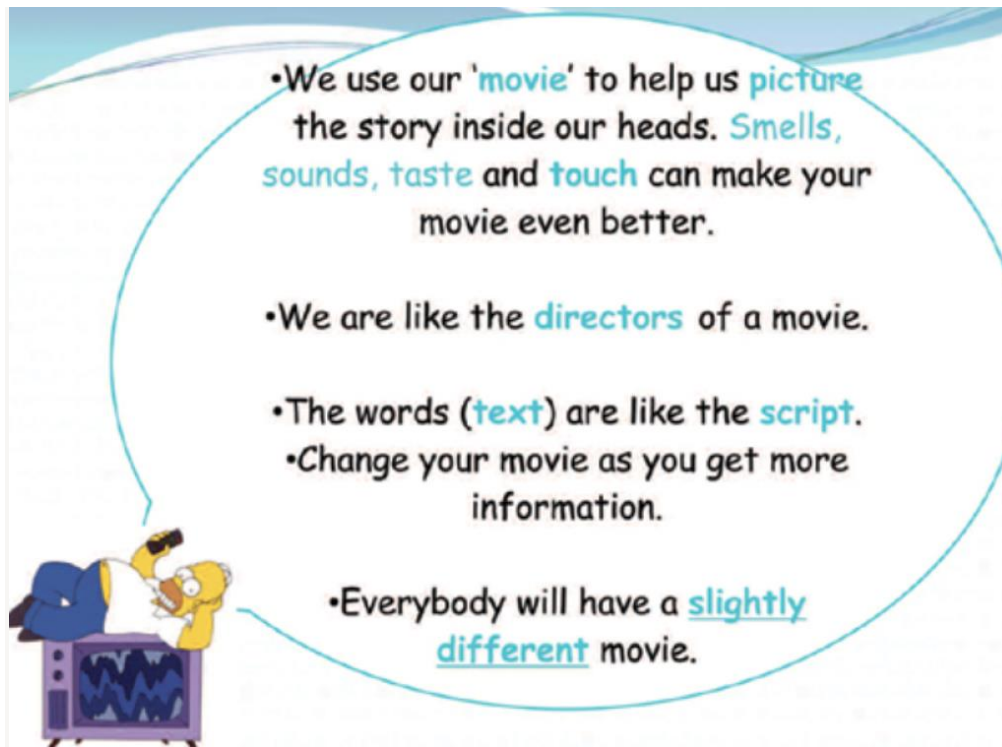 •We use our ‘movie’ to help us picture
the story inside our heads. Smells,
sounds, taste and touch can make your
movie even better.
•We are like the directors of a movie.
•The words (text) are like the script.
•Change your movie as you get more
information.
•Everybody will have a slightly
different movie.